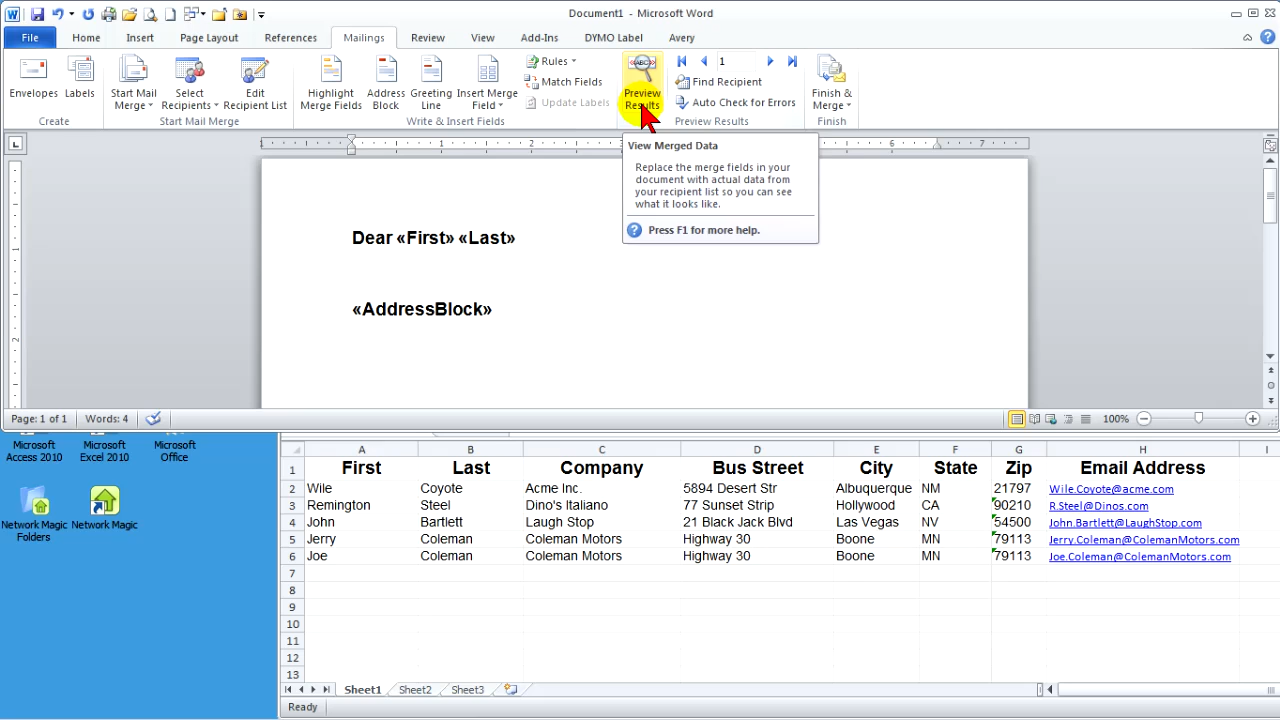 Document1 - Microsoft Word
File Home Insert Page Layout References Mailings Review View Add-Ins DYMO Label Avery
Envelopes Labels
Create
Start Mail Merge Select Recipients Edit Recipient List
Start Mail Merge
Highlight Merge Fields Address Block Greeting Line Insert Merge Field
Rules
Match Fields
Update Labels
Write & Insert Fields
«ABC»
Preview Results
1
Find Recipient
Auto Check for Errors
Preview Results
Finish & Merge
Finish
View Merged Data
Replace the merge fields in your
document with actual data from
your recipient list so you can see
what it looks like.
Press F1 for more help.
1 6 7
Dear «First» «Last»
«AddressBlock»
1
2
Page: 1 of 1 Words: 4 100%
Microsoft Access 2010
Microsoft Excel 2010
Microsoft Office
Network Magic Folders
Network Magic
A B C D E F G H I
1 First Last Company Bus Street City State Zip Email Address
2 Wile Coyote Acme Inc. 5894 Desert Str Albuquerque NM 21797 Wile.Coyote@acme.com
3 Remington Steel Dino's Italiano 77 Sunset Strip Hollywood CA 90210 R.Steel@Dinos.com
4 John Bartlett Laugh Stop 21 Black Jack Blvd Las Vegas NV 54500 John.Bartlett@LaughStop.com
5 Jerry Coleman Coleman Motors Highway 30 Boone MN 79113 Jerry.Coleman@ColemanMotors.com
6 Joe Coleman Coleman Motors Highway 30 Boone MN 79113 Joe.Coleman@ColemanMotors.com
7
8
9
10
11
12
13
Sheet1 Sheet2 Sheet3
Ready